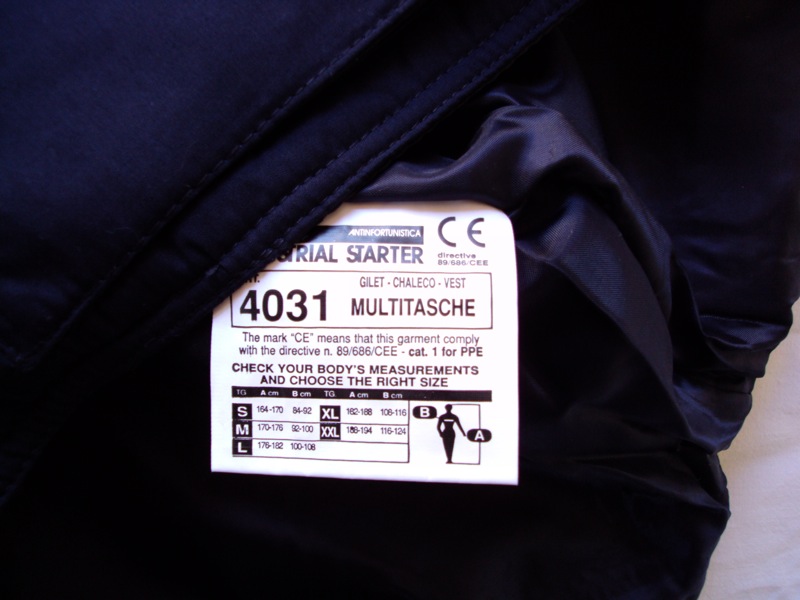 ANTINFORTUNISTICA
STRIAL STARTER
CE
directive
89/686/CEE
GILET - CHALECO - VEST
4031 MULTITASCHE
The mark "CE" means that this garment comply
with the directive n. 89/686/CEE - cat. 1 for PPE
CHECK YOUR BODY'S MEASUREMENTS
AND CHOOSE THE RIGHT SIZE
TG. A cm B cm TG. A cm B cm
S 164-170 84-92 XL 182-188 108-116
M 170-176 92-100 XXL 188-194 116-124
L 176-182 100-108
B
A